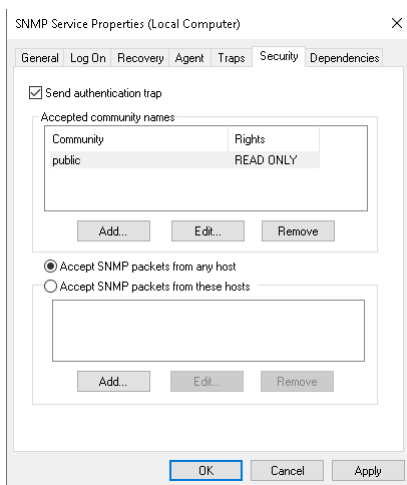 SNMP Service Properties (Local Computer)
General Log On Recovery Agent Traps Security Dependencies
Send authentication trap
Accepted community names
Community Rights
public READ ONLY
Add... Edit... Remove
Accept SNMP packets from any host
Accept SNMP packets from these hosts
Add... Edit... Remove
OK Cancel Apply